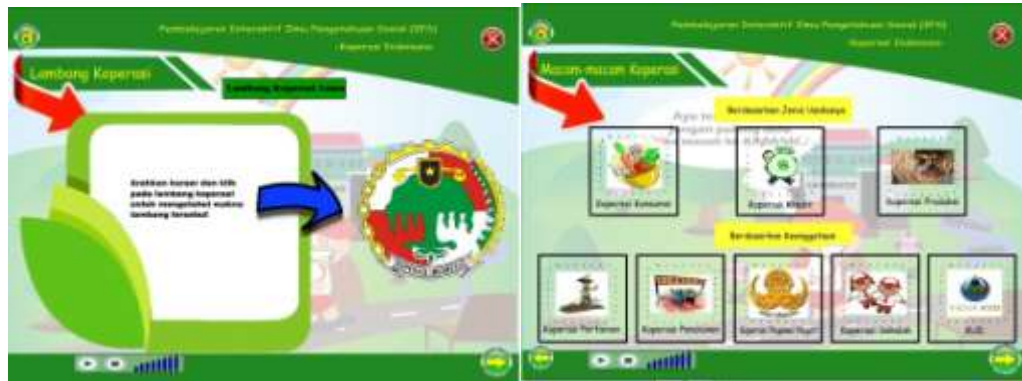 Pembelajaran Interaktif Ilmu Pengetahuan Sosial (IPS)
-Koperasi Indonesia-
Lambang Koperasi
Lambang Koperasi Lama
Arahkan kursor dan klik
pada lambang koperasi
untuk mengetahui makna
lambang tersebut
Pembelajaran Interaktif Ilmu Pengetahuan Sosial (IPS)
-Koperasi Indonesia-
Macam-macam Koperasi
Berdasarkan Jenis Usahanya
Koperasi Konsumsi
Koperasi Kredit
Koperasi Produksi
Berdasarkan Keanggotaan
Koperasi Pertanian
Koperasi Pensiunan
Koperasi Pegawai Negeri
Koperasi Sekolah
KUD